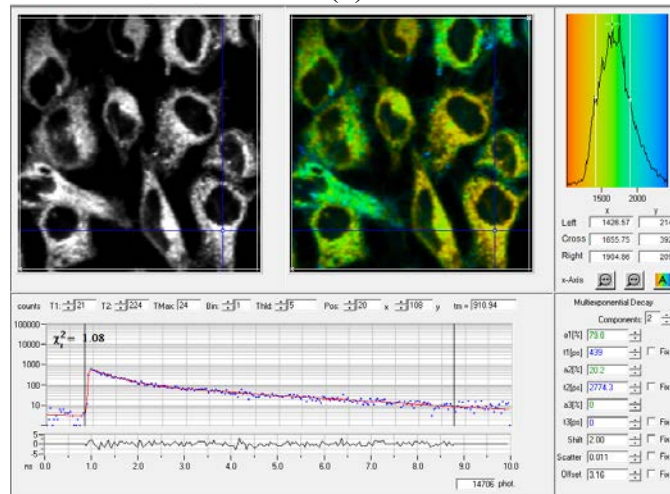 1500 2000
x y
Left 1426.57 214
Cross 1655.75 392
Right 1904.86 209
x-Axis
counts T1: 21 T2: 224 TMax: 24 Bin: 1 Thld: 5 Pos: 20 x 108 y tm = 910.94
Multiexponential Decay
Components: 2
100000
χ²r = 1.08
10000
1000
100
10
a1[%] 79.8
t1[ps] 439 Fix
a2[%] 20.2
t2[ps] 2774.3 Fix
a3[%] 0
t3[ps] 0 Fix
Shift 2.00 Fix
Scatter 0.011 Fix
Offset 3.16 Fix
5
0
-5
ns 0.0 1.0 2.0 3.0 4.0 5.0 6.0 7.0 8.0 9.0 10.0
14706 phot.